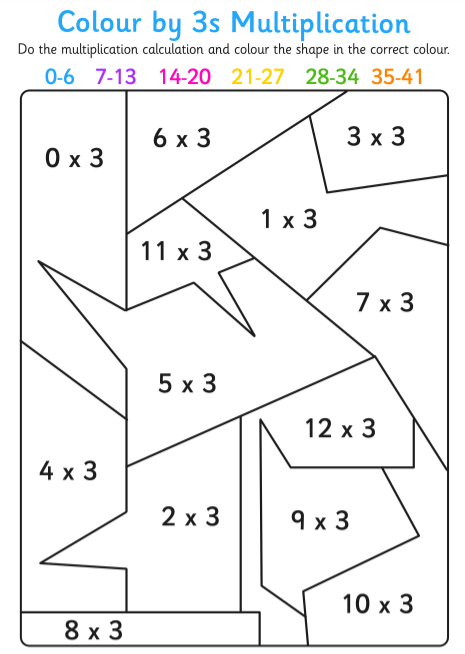 Colour by 3s Multiplication
Do the multiplication calculation and colour the shape in the correct colour.
0-6 7-13 14-20 21-27 28-34 35-41
6 x 3
3 x 3
0 x 3
1 x 3
11 x 3
7 x 3
5 x 3
12 x 3
4 x 3
2 x 3
9 x 3
10 x 3
8 x 3